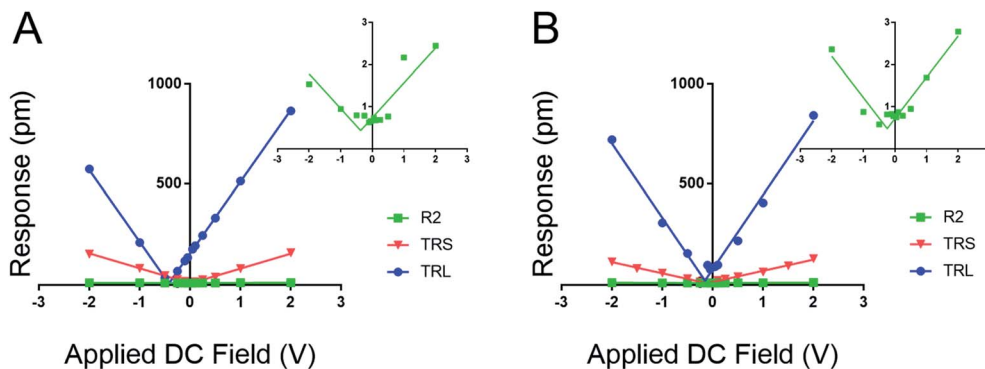 A
B
Response (pm)
1000
500
-3 -2 -1 0 1 2 3
3
2
1
-3 -2 -1 0 1 2 3
R2
TRS
TRL
Applied DC Field (V)
Response (pm)
1000
500
-3 -2 -1 0 1 2 3
3
2
1
-3 -2 -1 0 1 2 3
R2
TRS
TRL
Applied DC Field (V)